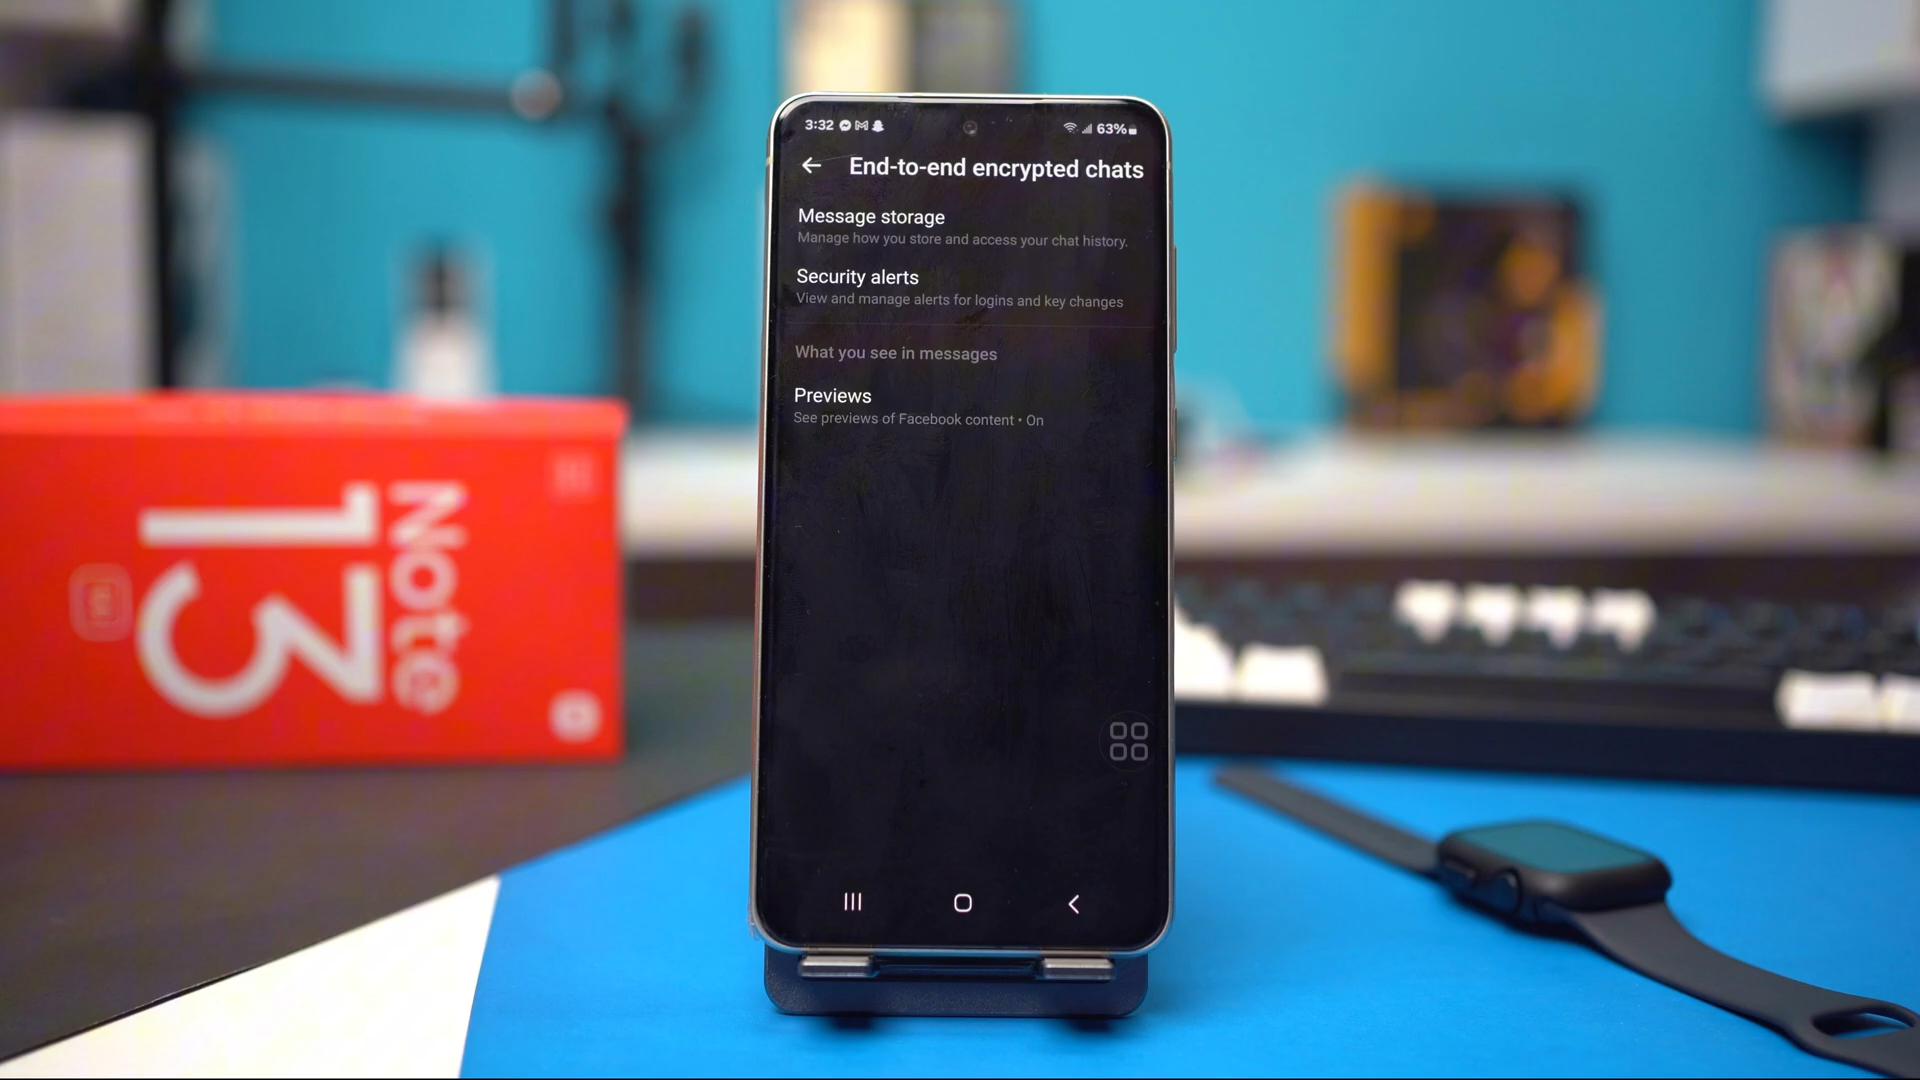 3:32
63%
End-to-end encrypted chats
Message storage
Manage how you store and access your chat history.
Security alerts
View and manage alerts for logins and key changes
What you see in messages
Previews
See previews of Facebook content • On
Note
13